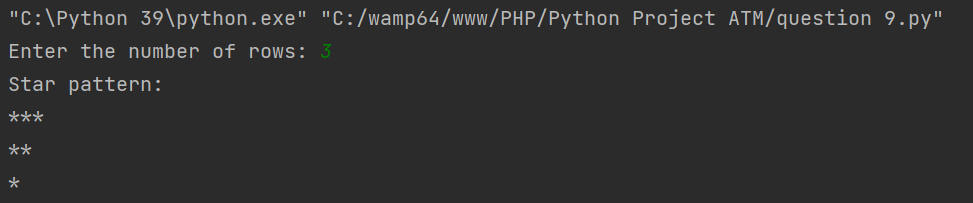 "C:\Python 39\python.exe" "C:/wamp64/www/PHP/Python Project ATM/question 9.py"
Enter the number of rows: 3
Star pattern:
***
**
*